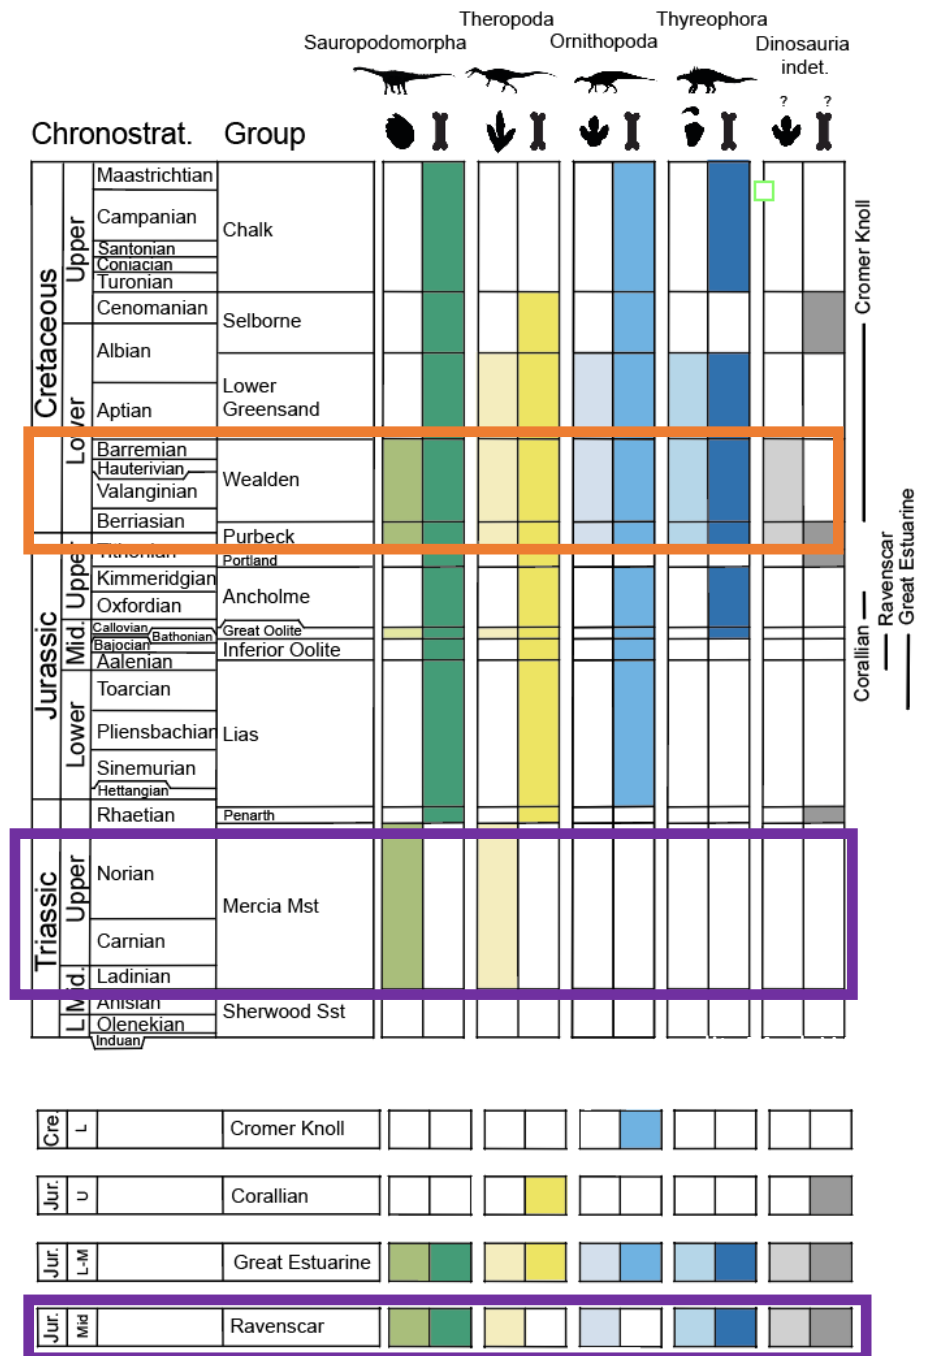 Theropoda
Thyreophora
Sauropodomorpha
Ornithopoda
Dinosauria
indet.
? ?
Chronostrat. Group
Cretaceous
Upper
Lower
Maastrichtian
Campanian
Santonian
Coniacian
Turonian
Cenomanian
Albian
Aptian
Barremian
Hauterivian
Valanginian
Berriasian
Chalk
Selborne
Lower
Greensand
Wealden
Purbeck
Jurassic
Upper
Mid.
Lower
Tithonian
Kimmeridgian
Oxfordian
Callovian
Bathonian
Bajocian
Aalenian
Toarcian
Pliensbachian
Sinemurian
Hettangian
Portland
Ancholme
Great Oolite
Inferior Oolite
Lias
Triassic
Upper
Mid.
L
Rhaetian
Norian
Carnian
Ladinian
Anisian
Olenekian
Induan
Penarth
Mercia Mst
Sherwood Sst
Cromer Knoll
Corallian
Ravenscar
Great Estuarine
Cre. L Cromer Knoll
Jur. U Corallian
Jur. L-M Great Estuarine
Jur. Mid Ravenscar